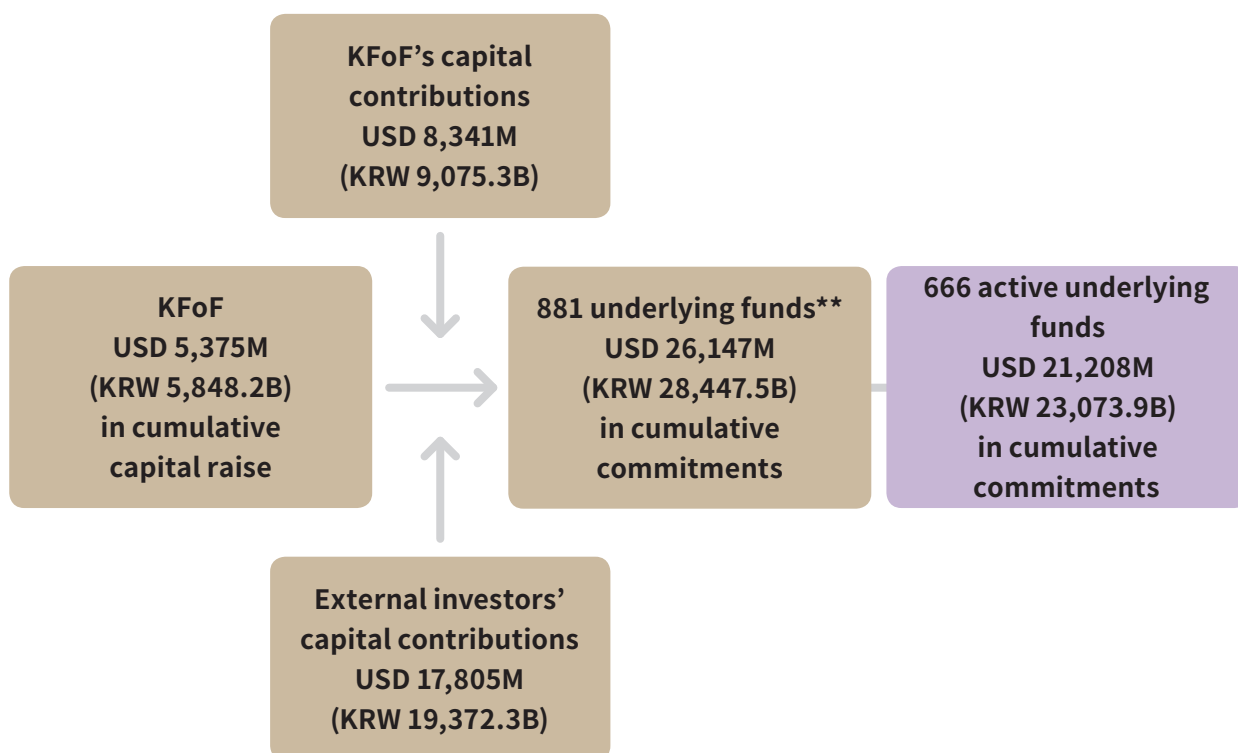 KFoF’s capital
contributions
USD 8,341M
(KRW 9,075.3B)
KFoF
USD 5,375M
(KRW 5,848.2B)
in cumulative
capital raise
881 underlying funds**
USD 26,147M
(KRW 28,447.5B)
in cumulative
commitments
666 active underlying
funds
USD 21,208M
(KRW 23,073.9B)
in cumulative
commitments
External investors’
capital contributions
USD 17,805M
(KRW 19,372.3B)